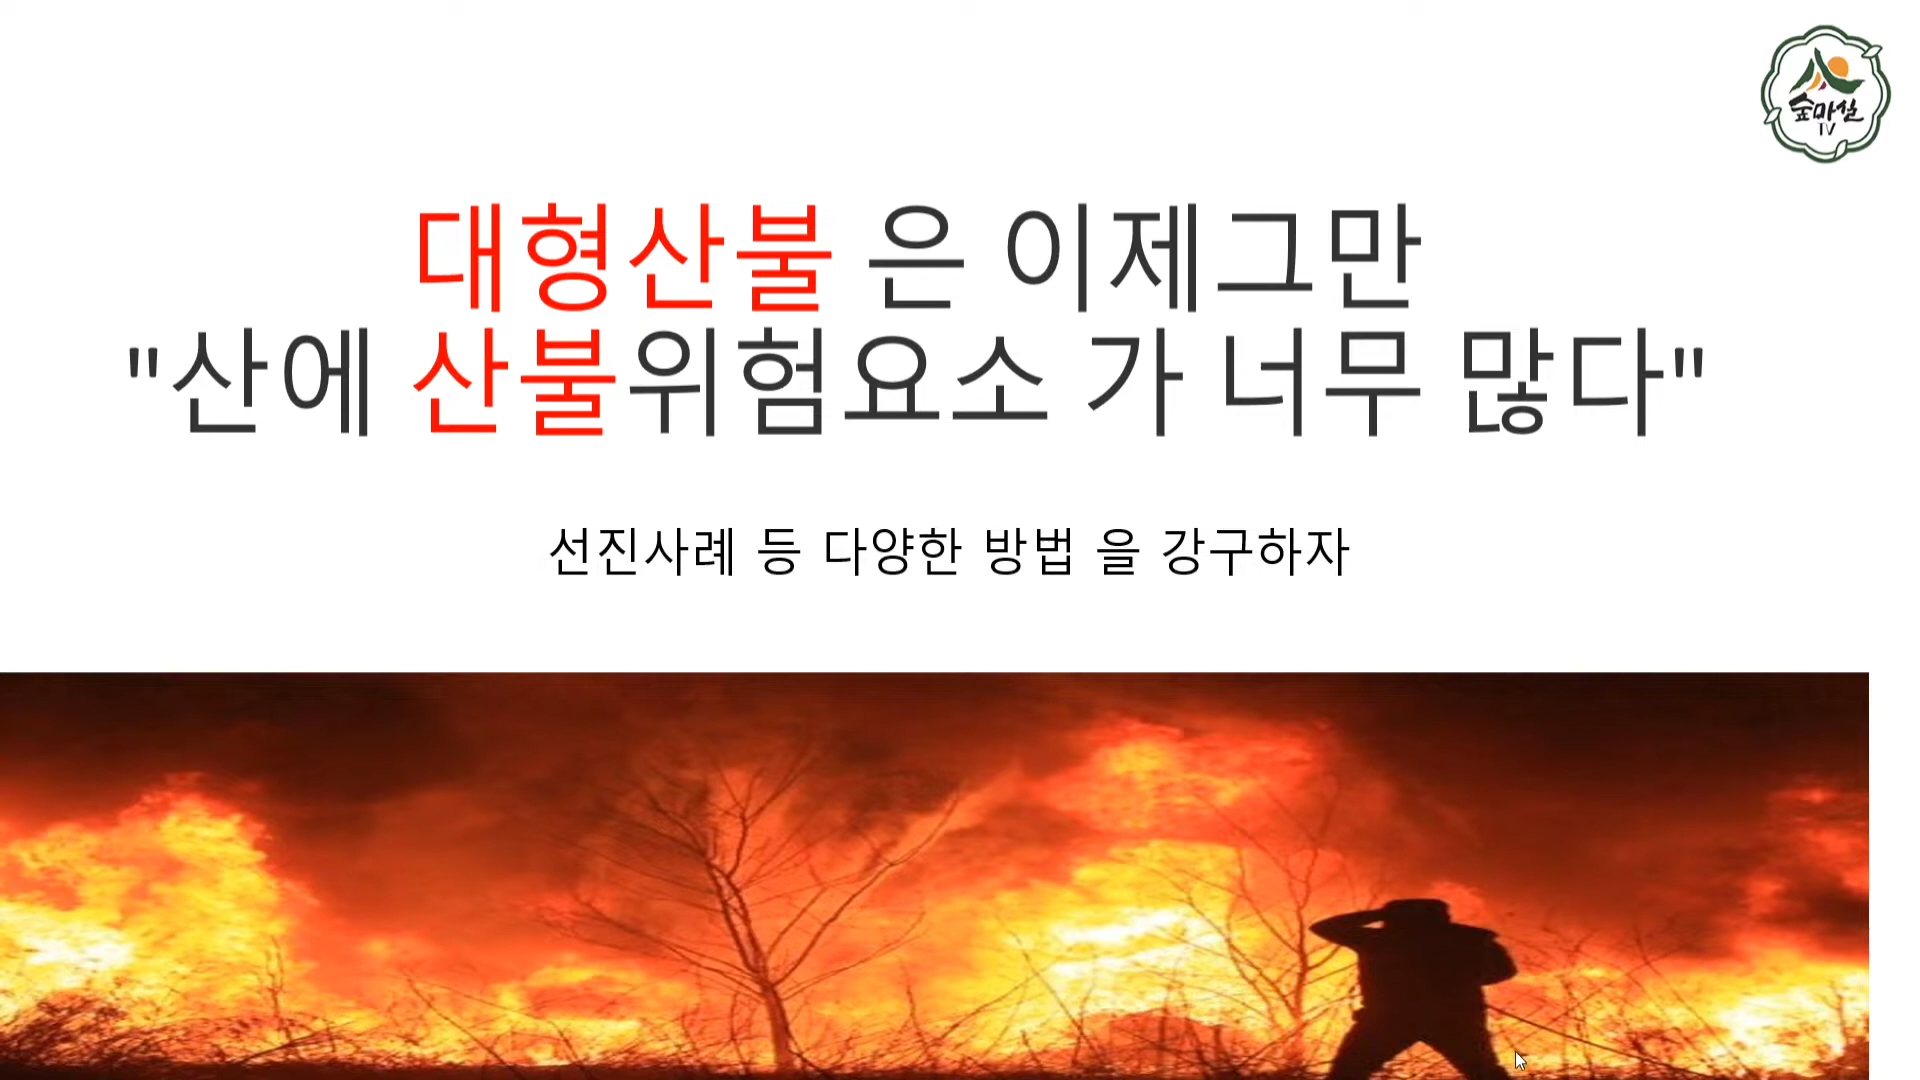 숲마실
TV
대형산불 은 이제그만
"산에 산불위험요소 가 너무 많다"
선진사례 등 다양한 방법 을 강구하자